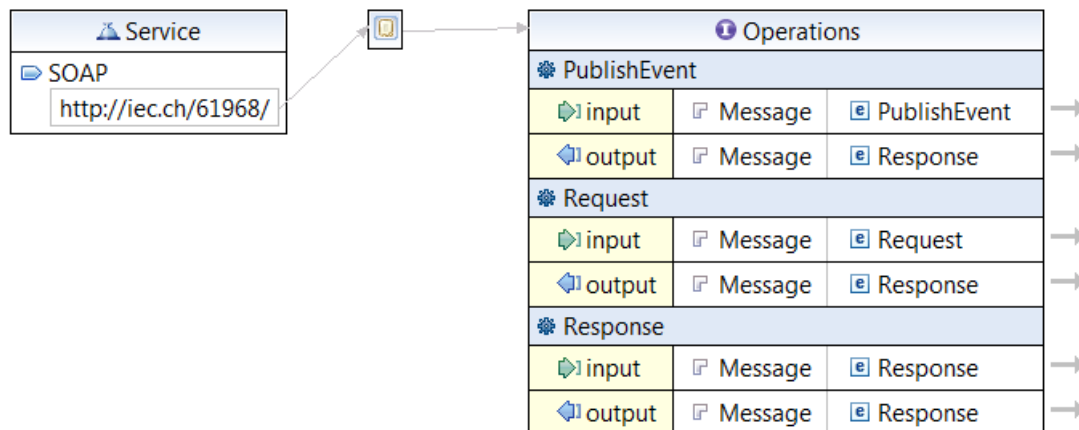 Service
SOAP
http://iec.ch/61968/
Operations
PublishEvent
input Message PublishEvent
output Message Response
Request
input Message Request
output Message Response
Response
input Message Response
output Message Response